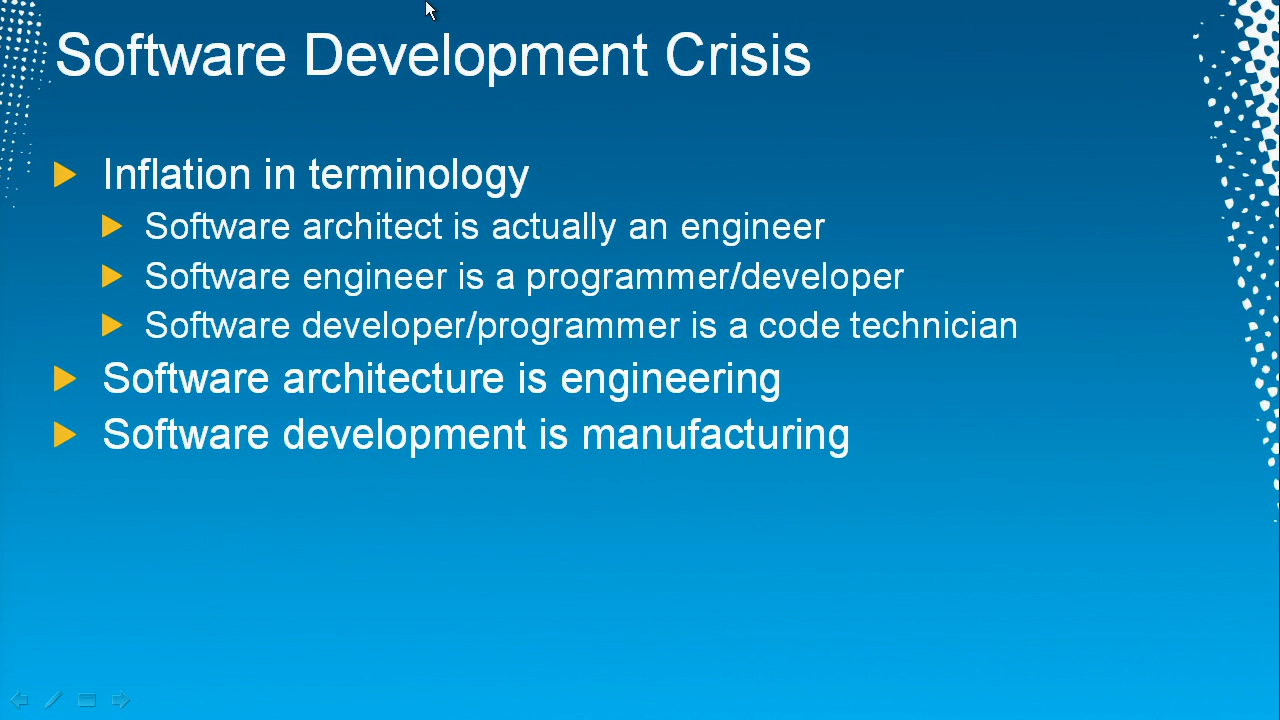 Software Development Crisis
Inflation in terminology
Software architect is actually an engineer
Software engineer is a programmer/developer
Software developer/programmer is a code technician
Software architecture is engineering
Software development is manufacturing